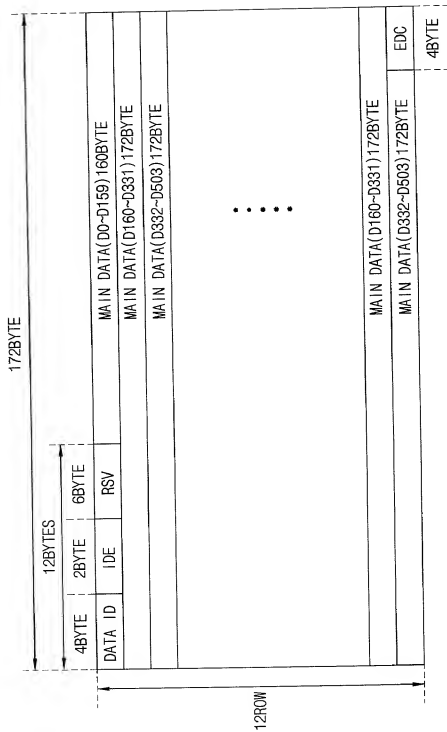 172BYTE
12BYTES
4BYTE 2BYTE 6BYTE
DATA ID IDE RSV MAIN DATA(D0~D159)160BYTE
MAIN DATA(D160~D331)172BYTE
MAIN DATA(D332~D503)172BYTE
12ROW
MAIN DATA(D160~D331)172BYTE
MAIN DATA(D332~D503)172BYTE EDC
4BYTE